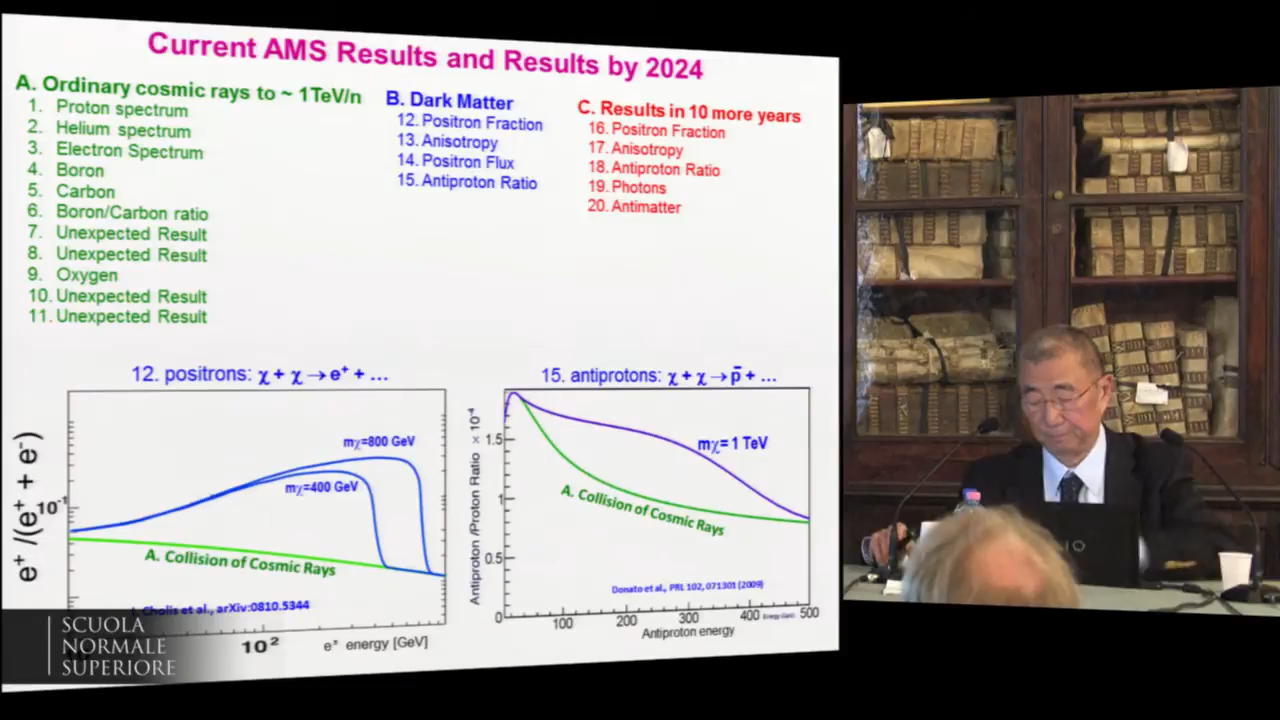 Current AMS Results and Results by 2024
A. Ordinary cosmic rays to ~ 1TeV/n
1. Proton spectrum
2. Helium spectrum
3. Electron Spectrum
4. Boron
5. Carbon
6. Boron/Carbon ratio
7. Unexpected Result
8. Unexpected Result
9. Oxygen
10. Unexpected Result
11. Unexpected Result
B. Dark Matter
12. Positron Fraction
13. Anisotropy
14. Positron Flux
15. Antiproton Ratio
C. Results in 10 more years
16. Positron Fraction
17. Anisotropy
18. Antiproton Ratio
19. Photons
20. Antimatter
12. positrons: χ + χ → e⁺ + ...
e⁺ /(e⁺ + e⁻)
10⁻¹
mχ=800 GeV
mχ=400 GeV
A. Collision of Cosmic Rays
Cholis et al., arXiv:0810.5344
10²
energy [GeV]
15. antiprotons: χ + χ → p̄ + ...
Antiproton /Proton Ratio × 10⁻⁴
1.5
1
0.5
0
mχ= 1 TeV
A. Collision of Cosmic Rays
Donato et al., PRL 102, 071301 (2009)
100
200
300
400
500
Antiproton energy
SCUOLA
NORMALE
SUPERIORE